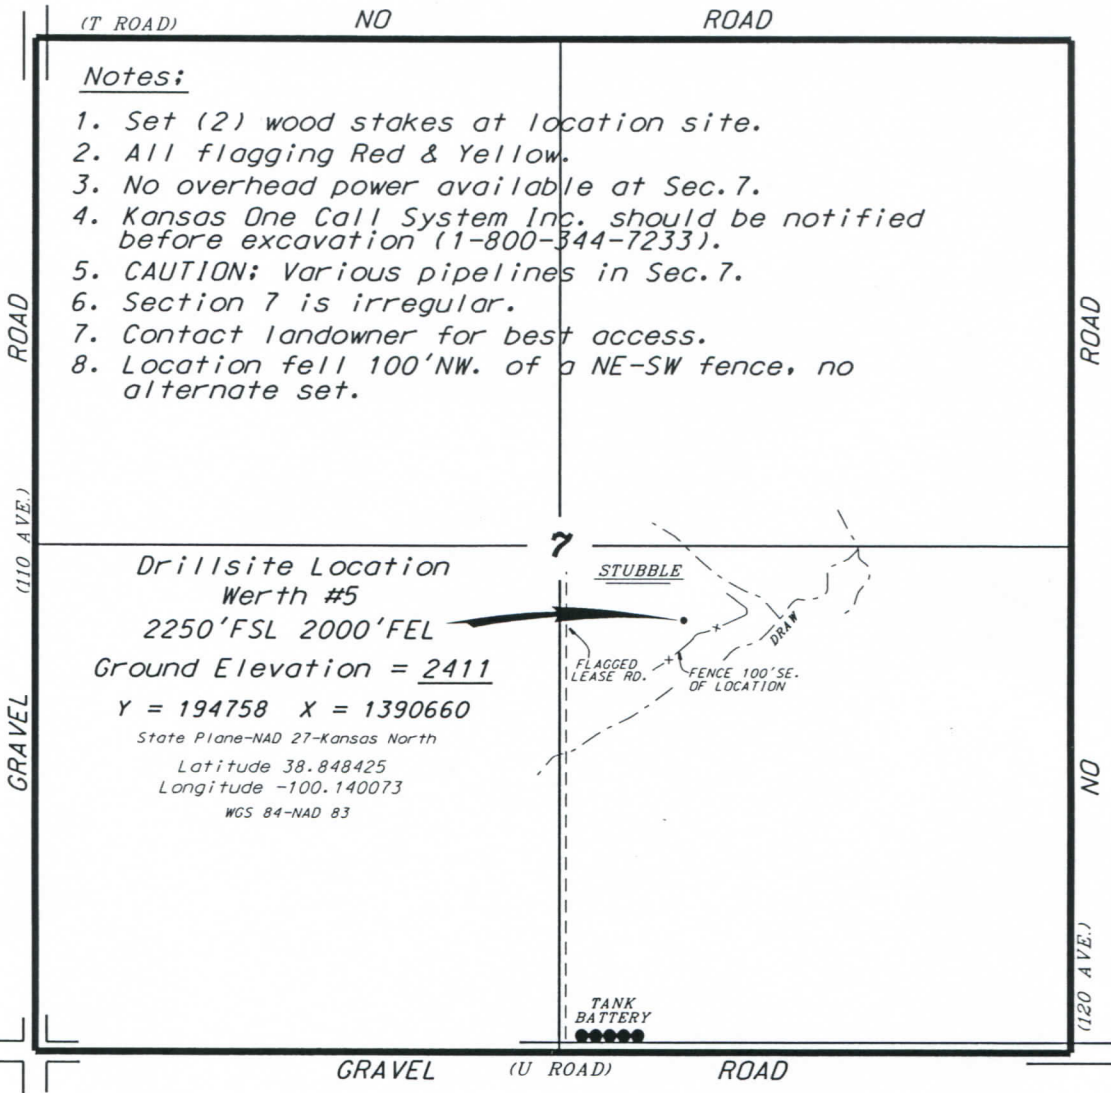 (T ROAD) NO ROAD
Notes:
1. Set (2) wood stakes at location site.
2. All flagging Red & Yellow.
3. No overhead power available at Sec. 7.
4. Kansas One Call System Inc. should be notified
before excavation (1-800-344-7233).
5. CAUTION: Various pipelines in Sec. 7.
6. Section 7 is irregular.
7. Contact landowner for best access.
8. Location fell 100'NW. of a NE-SW fence, no
alternate set.
GRAVEL (110 AVE.) ROAD
NO (120 AVE.) ROAD
7
Drillsite Location
Werth #5
2250'FSL 2000'FEL
Ground Elevation = 2411
Y = 194758 X = 1390660
State Plane-NAD 27-Kansas North
Latitude 38.848425
Longitude -100.140073
WGS 84-NAD 83
STUBBLE
DRAW
FLAGGED
LEASE RD.
FENCE 100'SE.
OF LOCATION
TANK
BATTERY
GRAVEL (U ROAD) ROAD